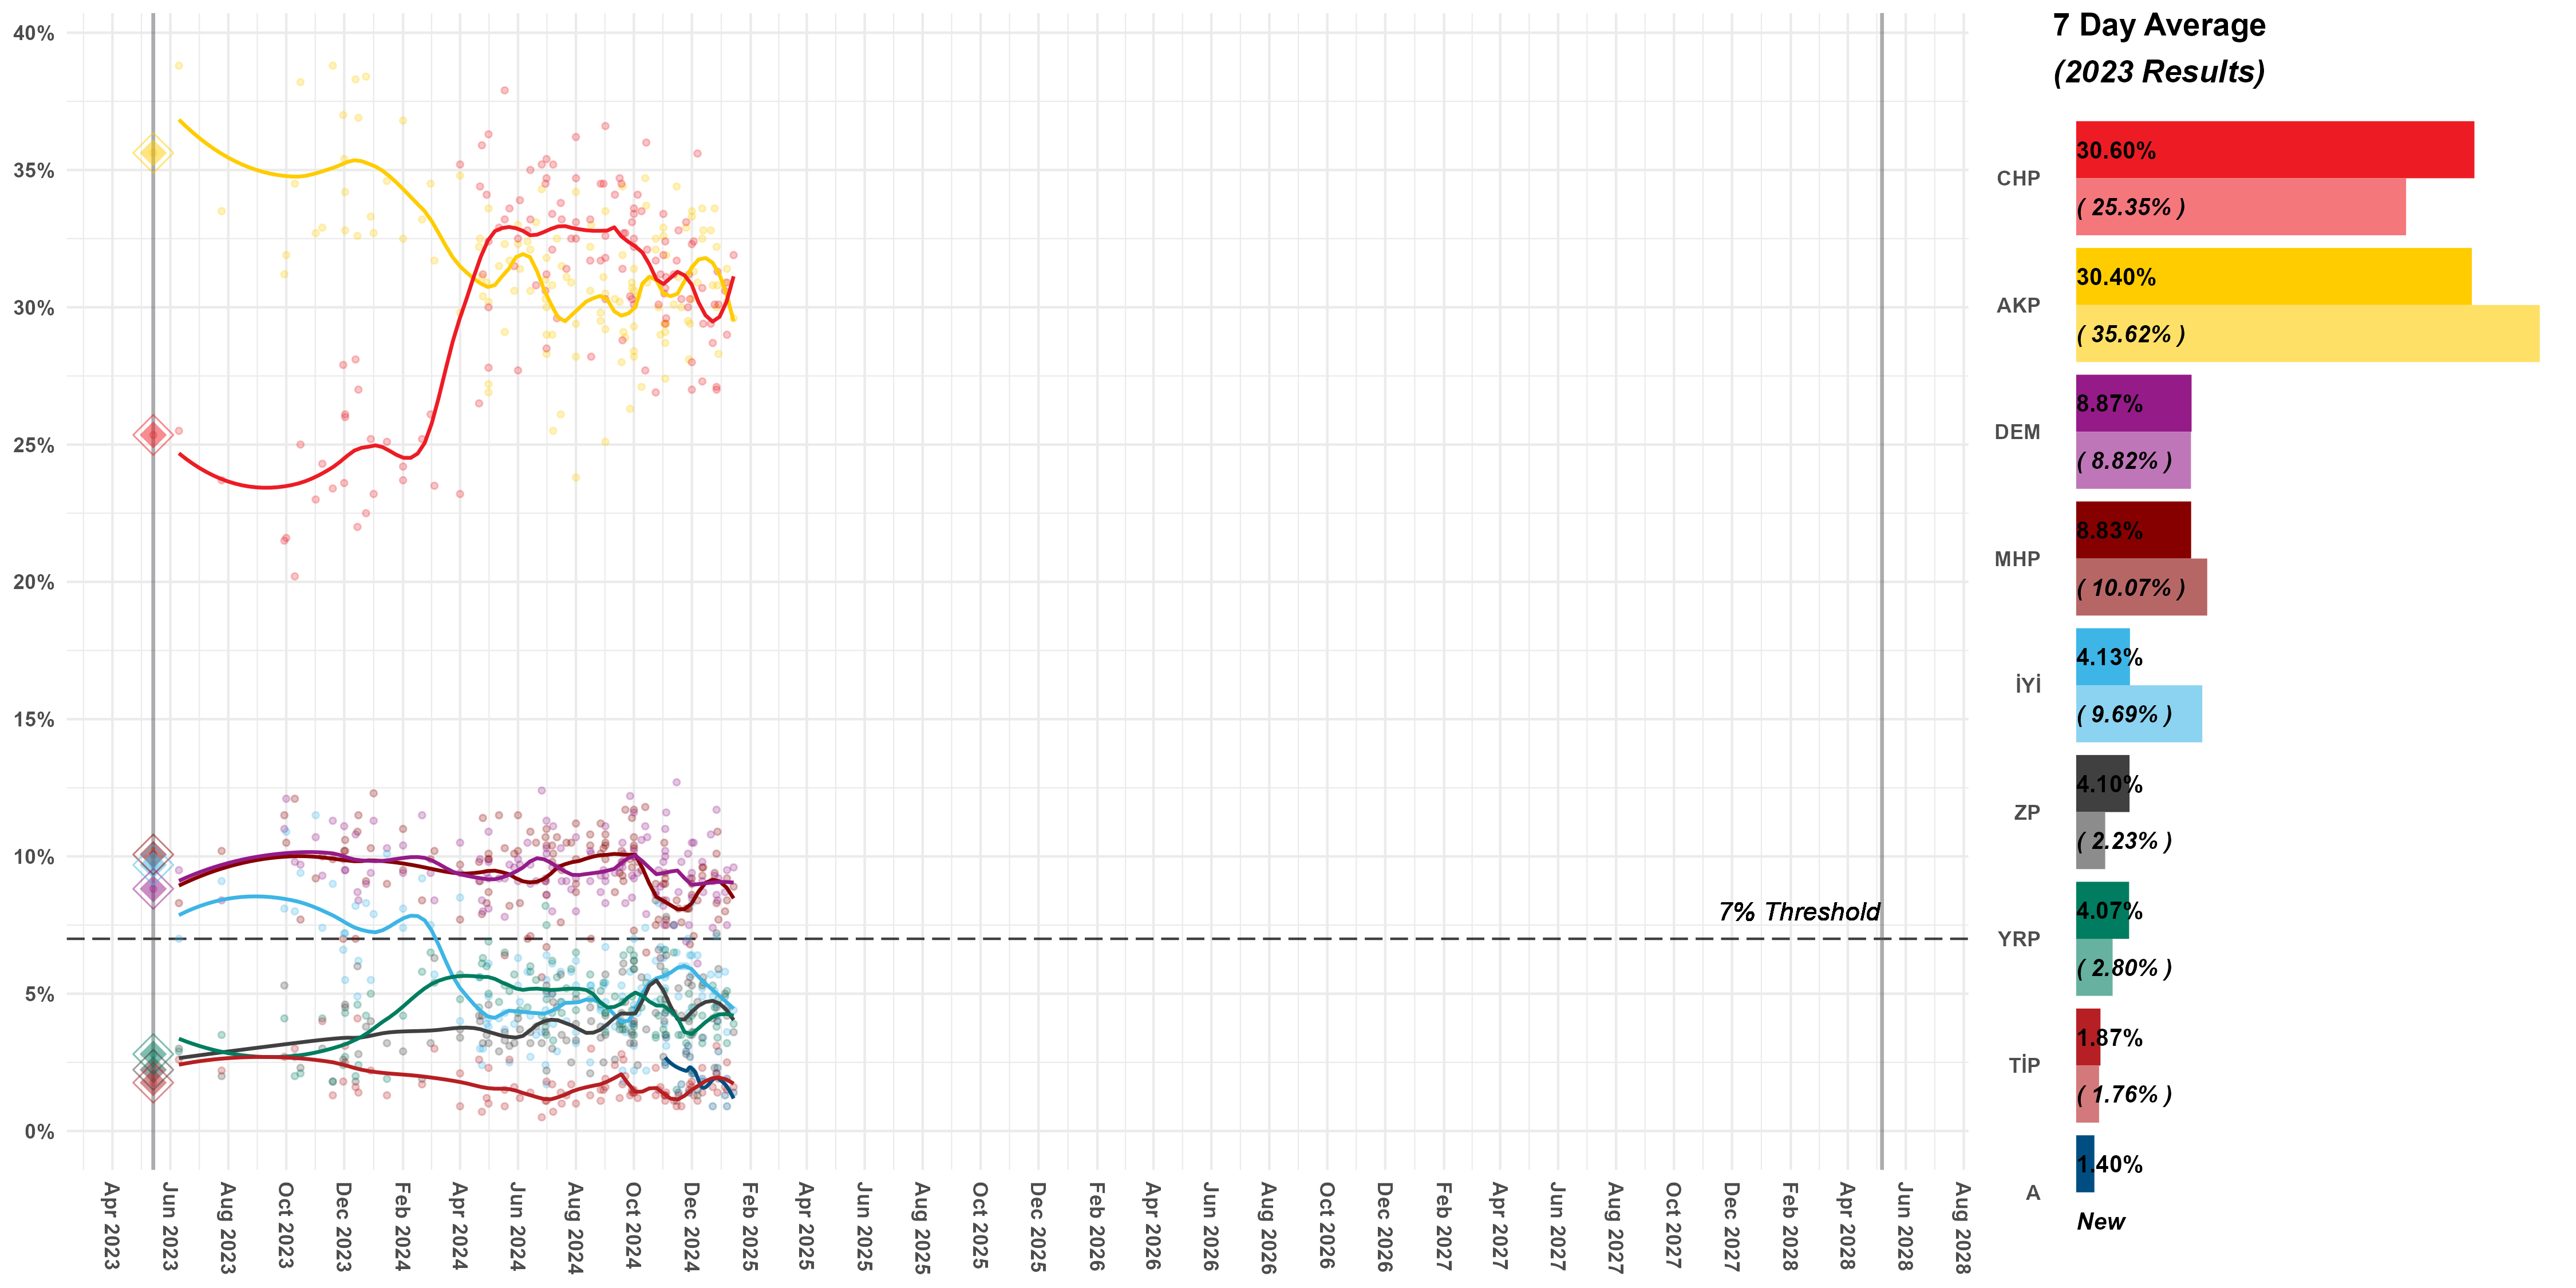 40%
35%
30%
25%
20%
15%
10%
5%
0%
7% Threshold
Apr 2023
Jun 2023
Aug 2023
Oct 2023
Dec 2023
Feb 2024
Apr 2024
Jun 2024
Aug 2024
Oct 2024
Dec 2024
Feb 2025
Apr 2025
Jun 2025
Aug 2025
Oct 2025
Dec 2025
Feb 2026
Apr 2026
Jun 2026
Aug 2026
Oct 2026
Dec 2026
Feb 2027
Apr 2027
Jun 2027
Aug 2027
Oct 2027
Dec 2027
Feb 2028
Apr 2028
Jun 2028
Aug 2028
7 Day Average
(2023 Results)
CHP
30.60%
( 25.35% )
AKP
30.40%
( 35.62% )
DEM
8.87%
( 8.82% )
MHP
8.83%
( 10.07% )
İYİ
4.13%
( 9.69% )
ZP
4.10%
( 2.23% )
YRP
4.07%
( 2.80% )
TİP
1.87%
( 1.76% )
A
1.40%
New